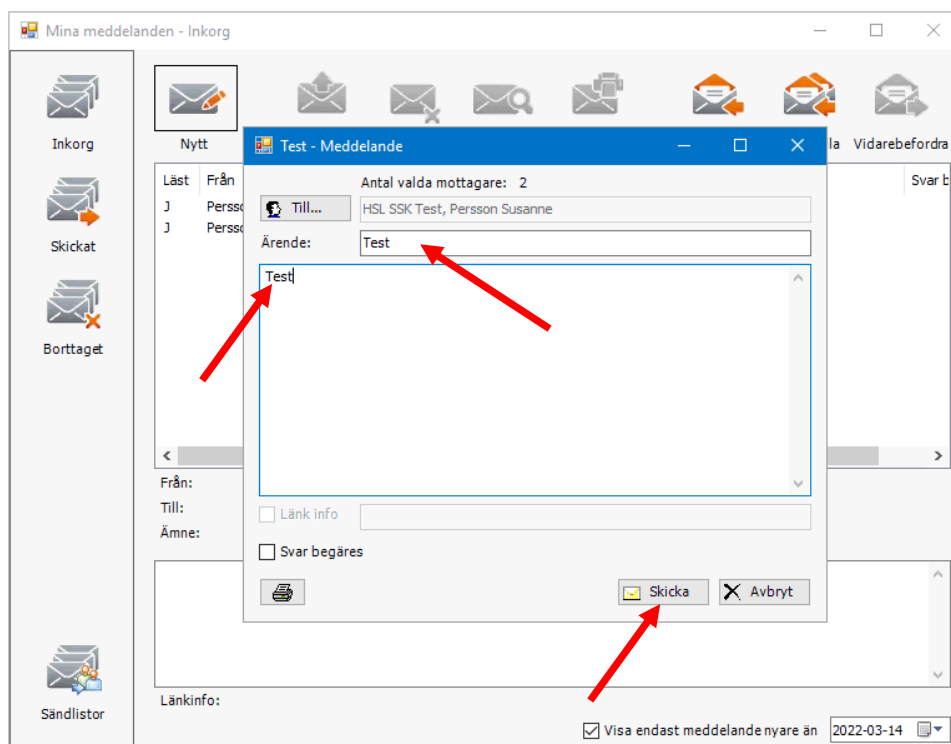 Mina meddelanden - Inkorg
Inkorg
Skickat
Borttaget
Sändlistor
Nytt
la Vidarebefordra
Läst Från Svar b
J Persso
J Persso
Test - Meddelande
Antal valda mottagare: 2
Till... HSL SSK Test, Persson Susanne
Ärende: Test
Test
Länk info
Svar begäres
Skicka Avbryt
Från:
Till:
Ämne:
Länkinfo:
Visa endast meddelande nyare än 2022-03-14